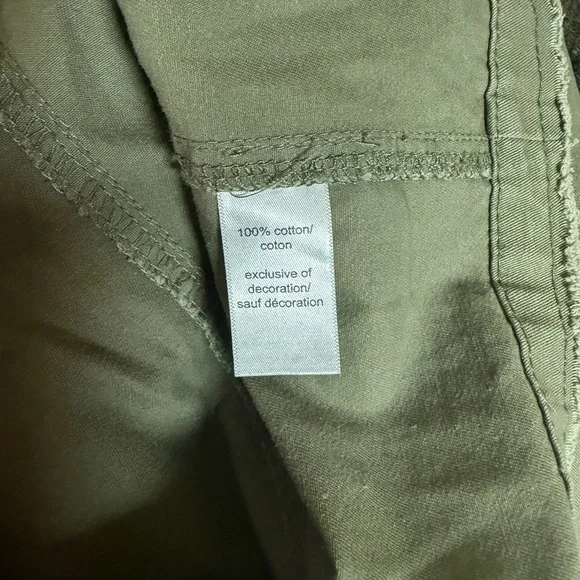 100% cotton/
coton
exclusive of
decoration/
sauf décoration